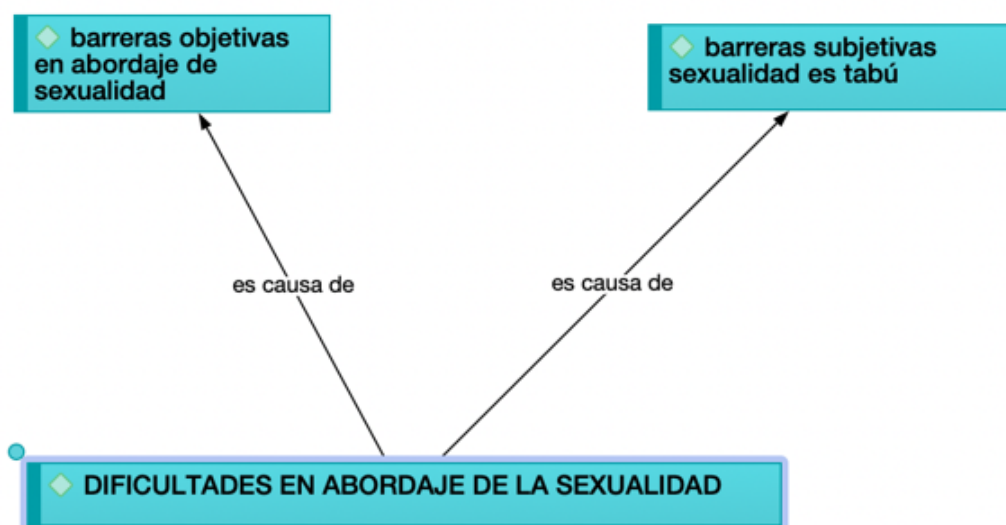 barreras objetivas
en abordaje de
sexualidad
barreras subjetivas
sexualidad es tabú
es causa de
es causa de
DIFICULTADES EN ABORDAJE DE LA SEXUALIDAD